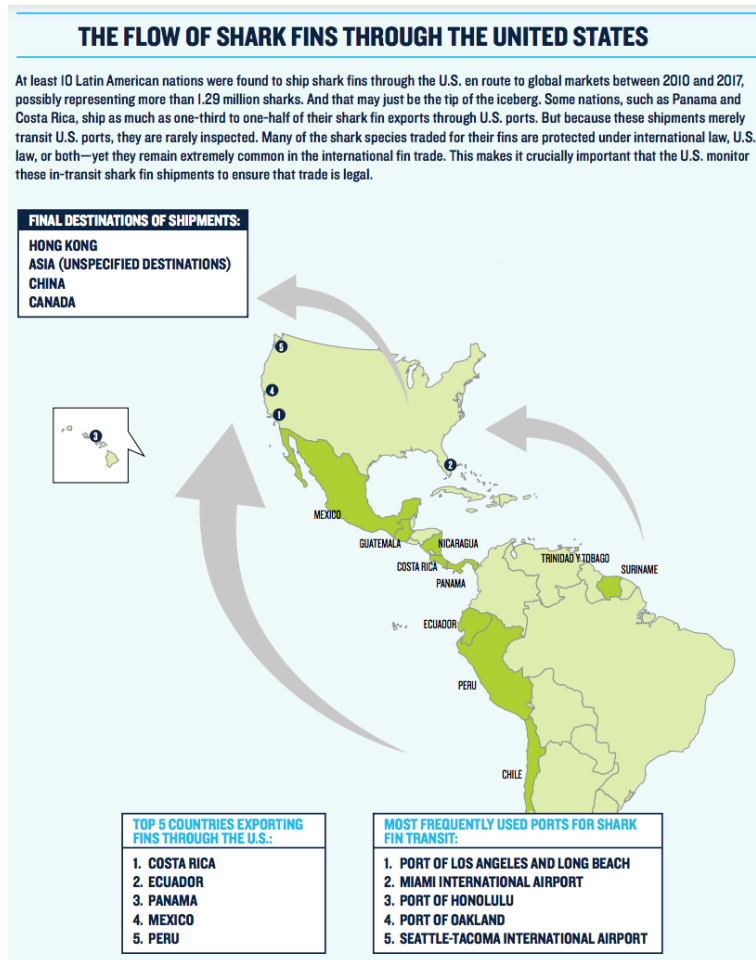 THE FLOW OF SHARK FINS THROUGH THE UNITED STATES
At least 10 Latin American nations were found to ship shark fins through the U.S. en route to global markets between 2010 and 2017,
possibly representing more than 1.29 million sharks. And that may just be the tip of the iceberg. Some nations, such as Panama and
Costa Rica, ship as much as one-third to one-half of their shark fin exports through U.S. ports. But because these shipments merely
transit U.S. ports, they are rarely inspected. Many of the shark species traded for their fins are protected under international law, U.S.
law, or both—yet they remain extremely common in the international fin trade. This makes it crucially important that the U.S. monitor
these in-transit shark fin shipments to ensure that trade is legal.
FINAL DESTINATIONS OF SHIPMENTS:
HONG KONG
ASIA (UNSPECIFIED DESTINATIONS)
CHINA
CANADA
5
4
1
3
2
MEXICO
GUATEMALA
NICARAGUA
COSTA RICA
PANAMA
TRINIDAD Y TOBAGO
SURINAME
ECUADOR
PERU
CHILE
TOP 5 COUNTRIES EXPORTING
FINS THROUGH THE U.S.:
1. COSTA RICA
2. ECUADOR
3. PANAMA
4. MEXICO
5. PERU
MOST FREQUENTLY USED PORTS FOR SHARK
FIN TRANSIT:
1. PORT OF LOS ANGELES AND LONG BEACH
2. MIAMI INTERNATIONAL AIRPORT
3. PORT OF HONOLULU
4. PORT OF OAKLAND
5. SEATTLE-TACOMA INTERNATIONAL AIRPORT